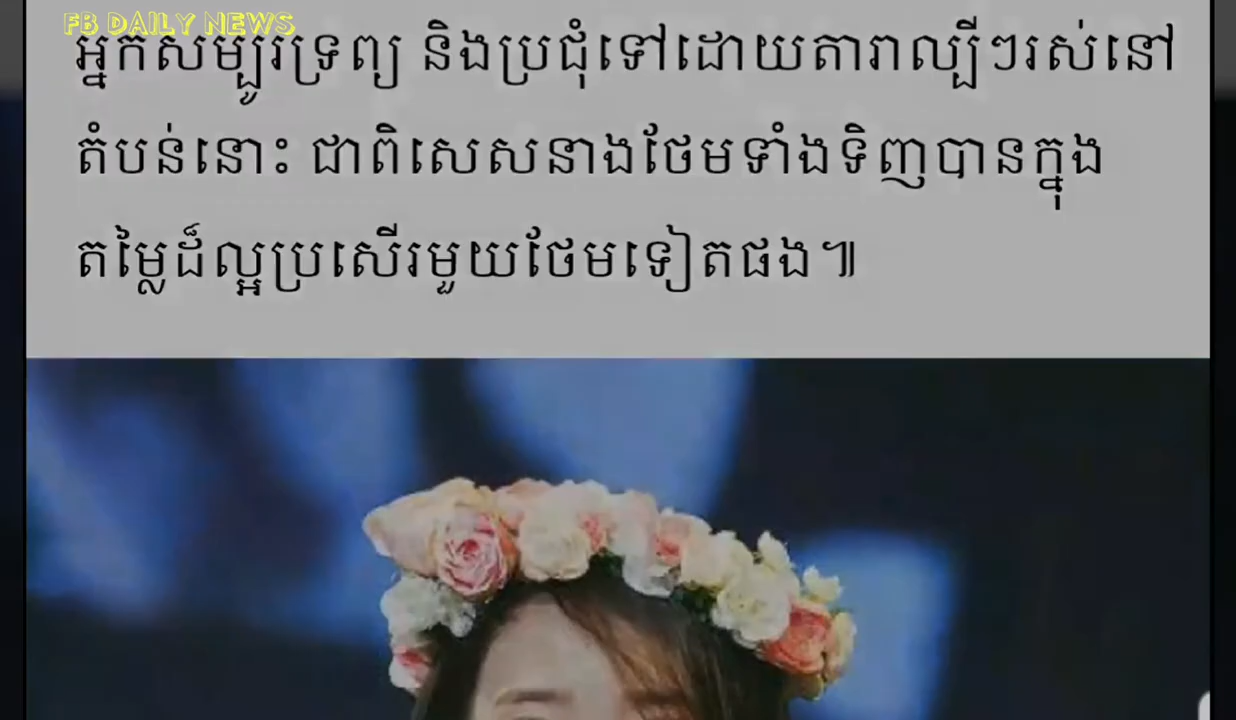 FB DAILY NEWS
អ្នកសម្បូរទ្រព្យ និងប្រជុំទៅដោយតារាល្បីៗរស់នៅ
តំបន់នោះ ជាពិសេសនាងថែមទាំងទិញបានក្នុង
តម្លៃដ៏ល្អប្រសើរមួយថែមទៀតផង៕